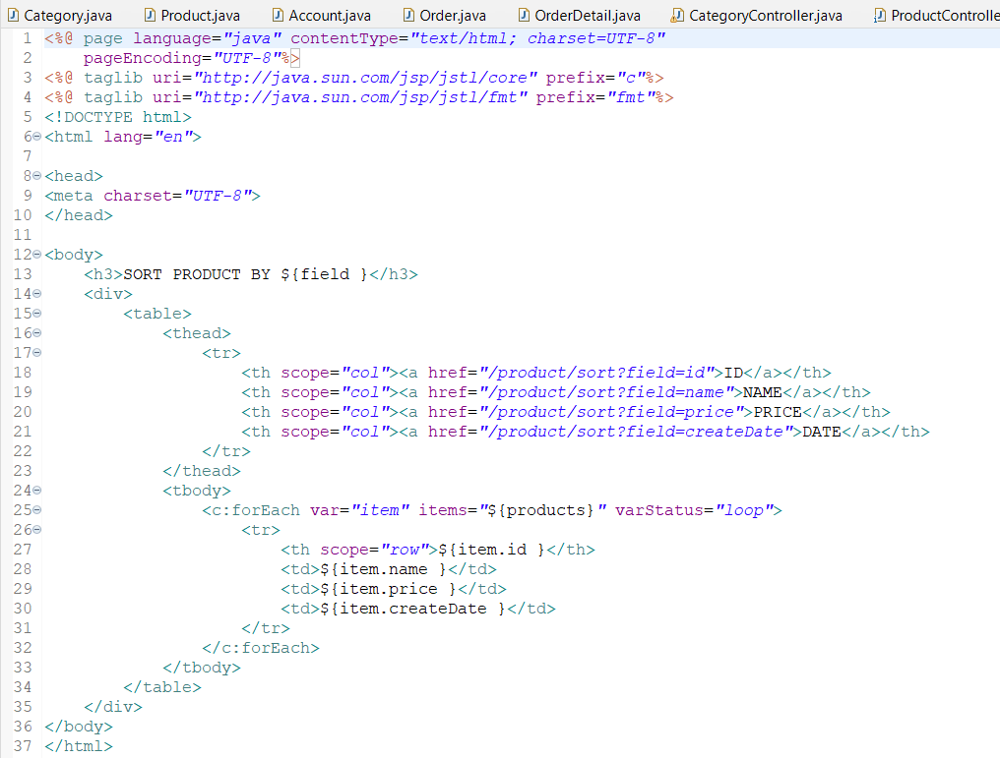 Category.java Product.java Account.java Order.java OrderDetail.java CategoryController.java ProductControlle
1 <%@ page language="java" contentType="text/html; charset=UTF-8"
2     pageEncoding="UTF-8"%>
3 <%@ taglib uri="http://java.sun.com/jsp/jstl/core" prefix="c"%>
4 <%@ taglib uri="http://java.sun.com/jsp/jstl/fmt" prefix="fmt"%>
5 <!DOCTYPE html>
6 <html lang="en">
7
8 <head>
9 <meta charset="UTF-8">
10 </head>
11
12 <body>
13     <h3>SORT PRODUCT BY ${field }</h3>
14     <div>
15         <table>
16             <thead>
17                 <tr>
18                     <th scope="col"><a href="/product/sort?field=id">ID</a></th>
19                     <th scope="col"><a href="/product/sort?field=name">NAME</a></th>
20                     <th scope="col"><a href="/product/sort?field=price">PRICE</a></th>
21                     <th scope="col"><a href="/product/sort?field=createDate">DATE</a></th>
22                 </tr>
23             </thead>
24             <tbody>
25                 <c:forEach var="item" items="${products}" varStatus="loop">
26                     <tr>
27                         <th scope="row">${item.id }</th>
28                         <td>${item.name }</td>
29                         <td>${item.price }</td>
30                         <td>${item.createDate }</td>
31                     </tr>
32                 </c:forEach>
33             </tbody>
34         </table>
35     </div>
36 </body>
37 </html>